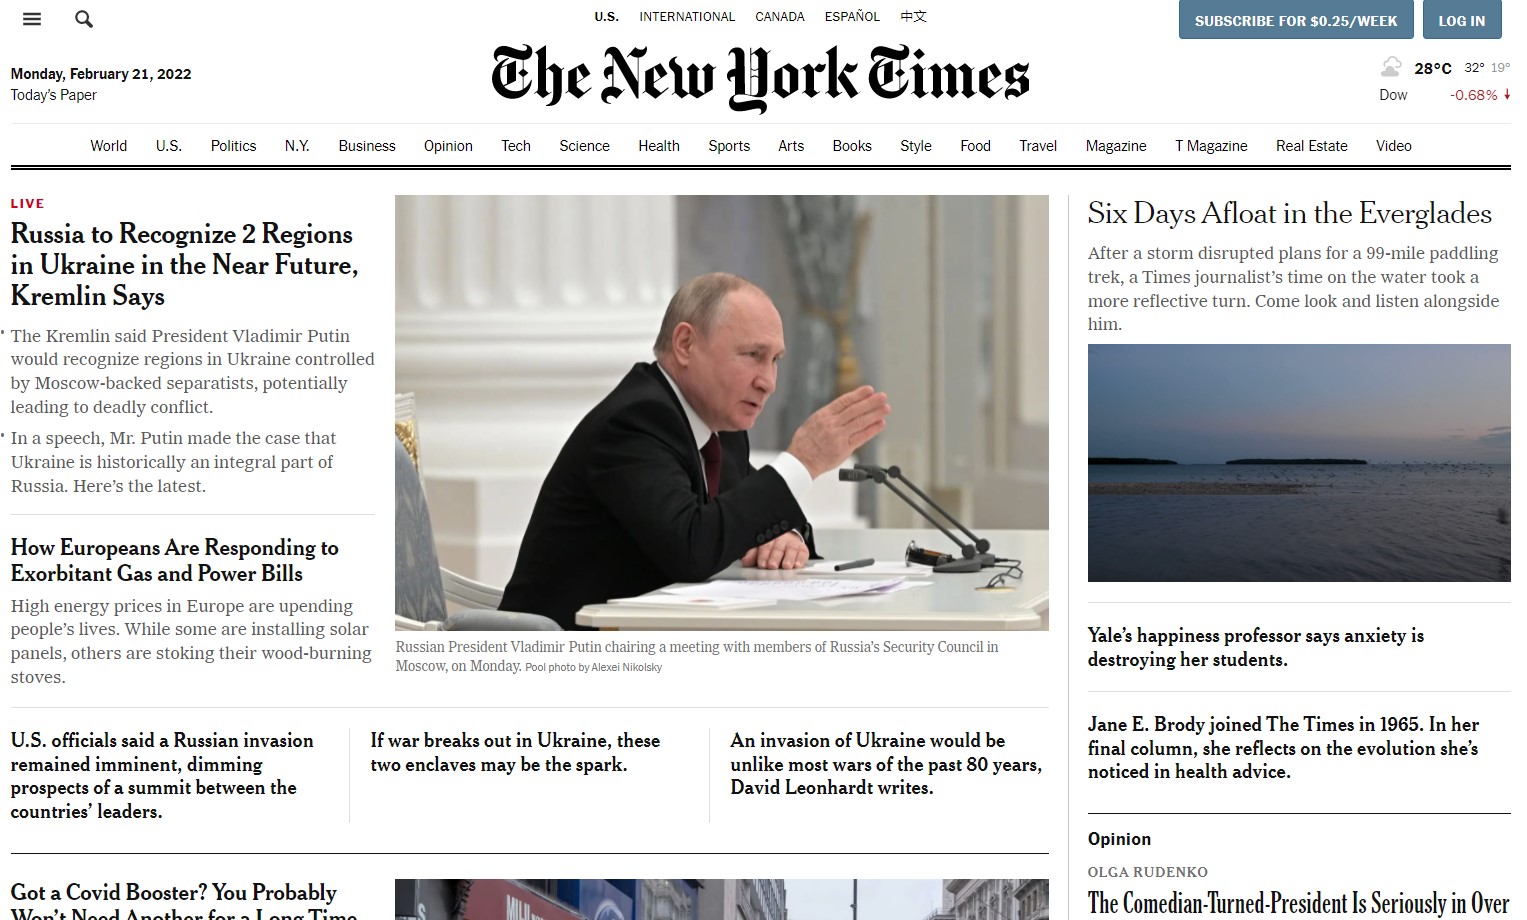 U.S. INTERNATIONAL CANADA ESPAÑOL 中文
SUBSCRIBE FOR $0.25/WEEK LOG IN
Monday, February 21, 2022
Today's Paper
The New York Times
28°C 32° 19°
Dow -0.68% ↓
World U.S. Politics N.Y. Business Opinion Tech Science Health Sports Arts Books Style Food Travel Magazine T Magazine Real Estate Video
LIVE
Russia to Recognize 2 Regions
in Ukraine in the Near Future,
Kremlin Says
The Kremlin said President Vladimir Putin
would recognize regions in Ukraine controlled
by Moscow-backed separatists, potentially
leading to deadly conflict.
In a speech, Mr. Putin made the case that
Ukraine is historically an integral part of
Russia. Here's the latest.
How Europeans Are Responding to
Exorbitant Gas and Power Bills
High energy prices in Europe are upending
people's lives. While some are installing solar
panels, others are stoking their wood-burning
stoves.
Russian President Vladimir Putin chairing a meeting with members of Russia's Security Council in
Moscow, on Monday. Pool photo by Alexei Nikolsky
U.S. officials said a Russian invasion
remained imminent, dimming
prospects of a summit between the
countries' leaders.
If war breaks out in Ukraine, these
two enclaves may be the spark.
An invasion of Ukraine would be
unlike most wars of the past 80 years,
David Leonhardt writes.
Got a Covid Booster? You Probably
Won't Need Another for a Long Time
Six Days Afloat in the Everglades
After a storm disrupted plans for a 99-mile paddling
trek, a Times journalist's time on the water took a
more reflective turn. Come look and listen alongside
him.
Yale's happiness professor says anxiety is
destroying her students.
Jane E. Brody joined The Times in 1965. In her
final column, she reflects on the evolution she's
noticed in health advice.
Opinion
OLGA RUDENKO
The Comedian-Turned-President Is Seriously in Over